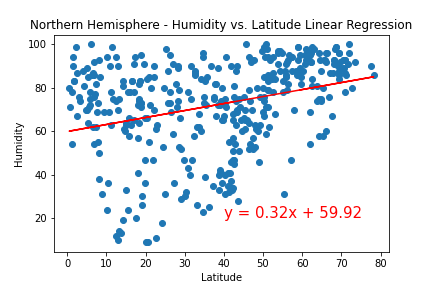 Northern Hemisphere - Humidity vs. Latitude Linear Regression
100
80
60
40
20
Humidity
y = 0.32x + 59.92
0 10 20 30 40 50 60 70 80
Latitude